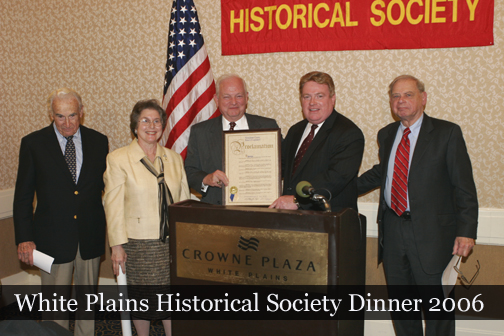 HISTORICAL SOCIETY
Proclamation
CROWNE PLAZA
WHITE PLAINS
White Plains Historical Society Dinner 2006